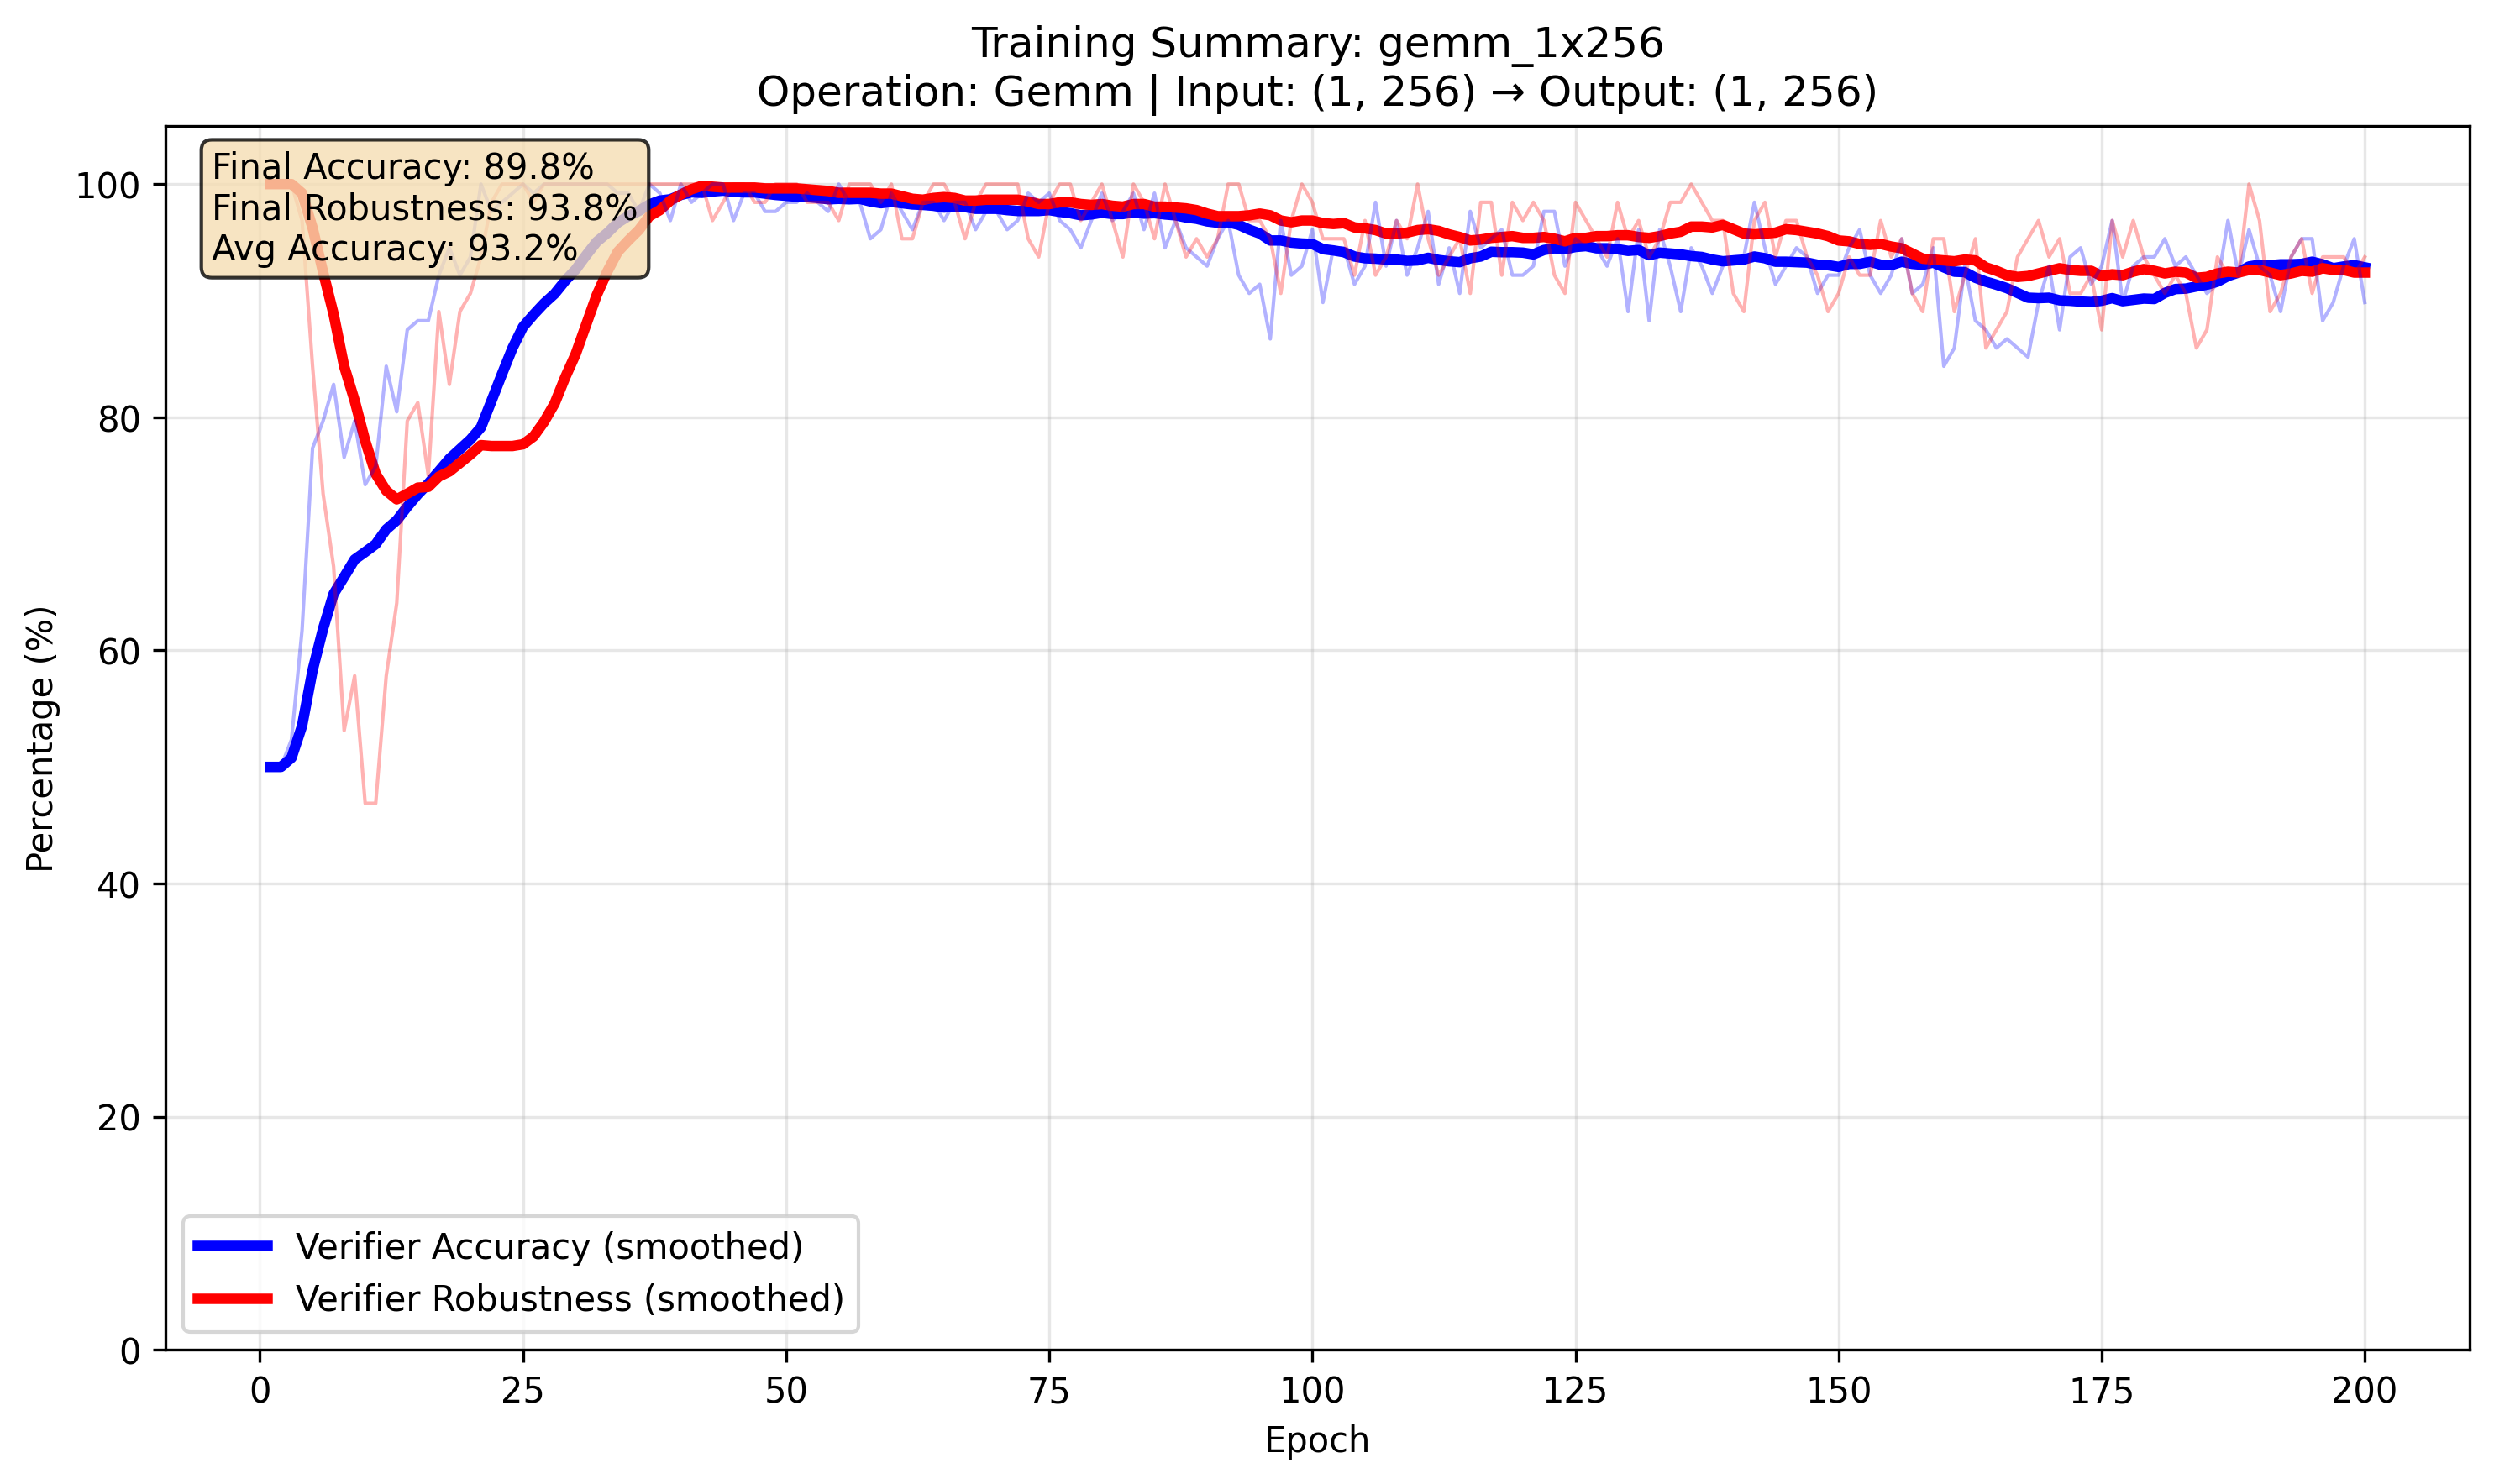 Training Summary: gemm_1x256
Operation: Gemm | Input: (1, 256) → Output: (1, 256)
Final Accuracy: 89.8%
Final Robustness: 93.8%
Avg Accuracy: 93.2%
Percentage (%)
100
80
60
40
20
0
Verifier Accuracy (smoothed)
Verifier Robustness (smoothed)
0 25 50 75 100 125 150 175 200
Epoch